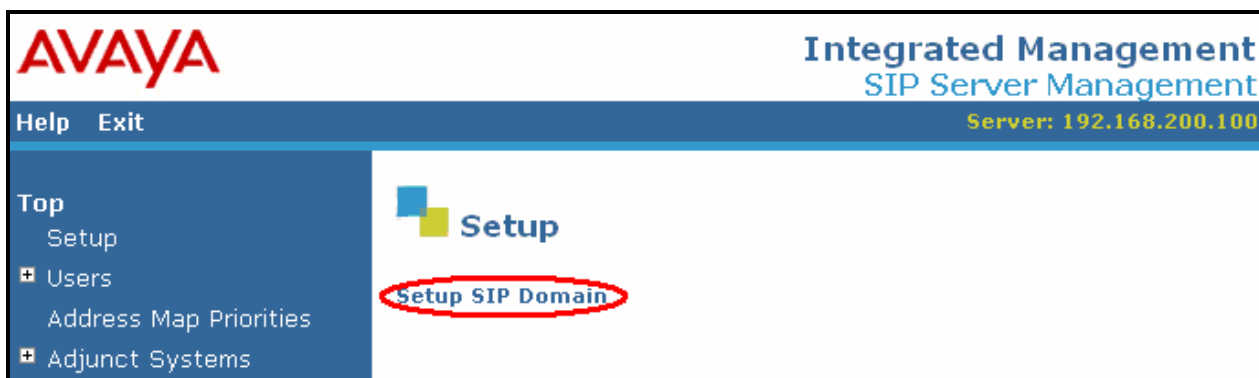 AVAYA
Integrated Management
SIP Server Management
Help Exit
Server: 192.168.200.100
Top
Setup
Users
Address Map Priorities
Adjunct Systems
Setup
Setup SIP Domain